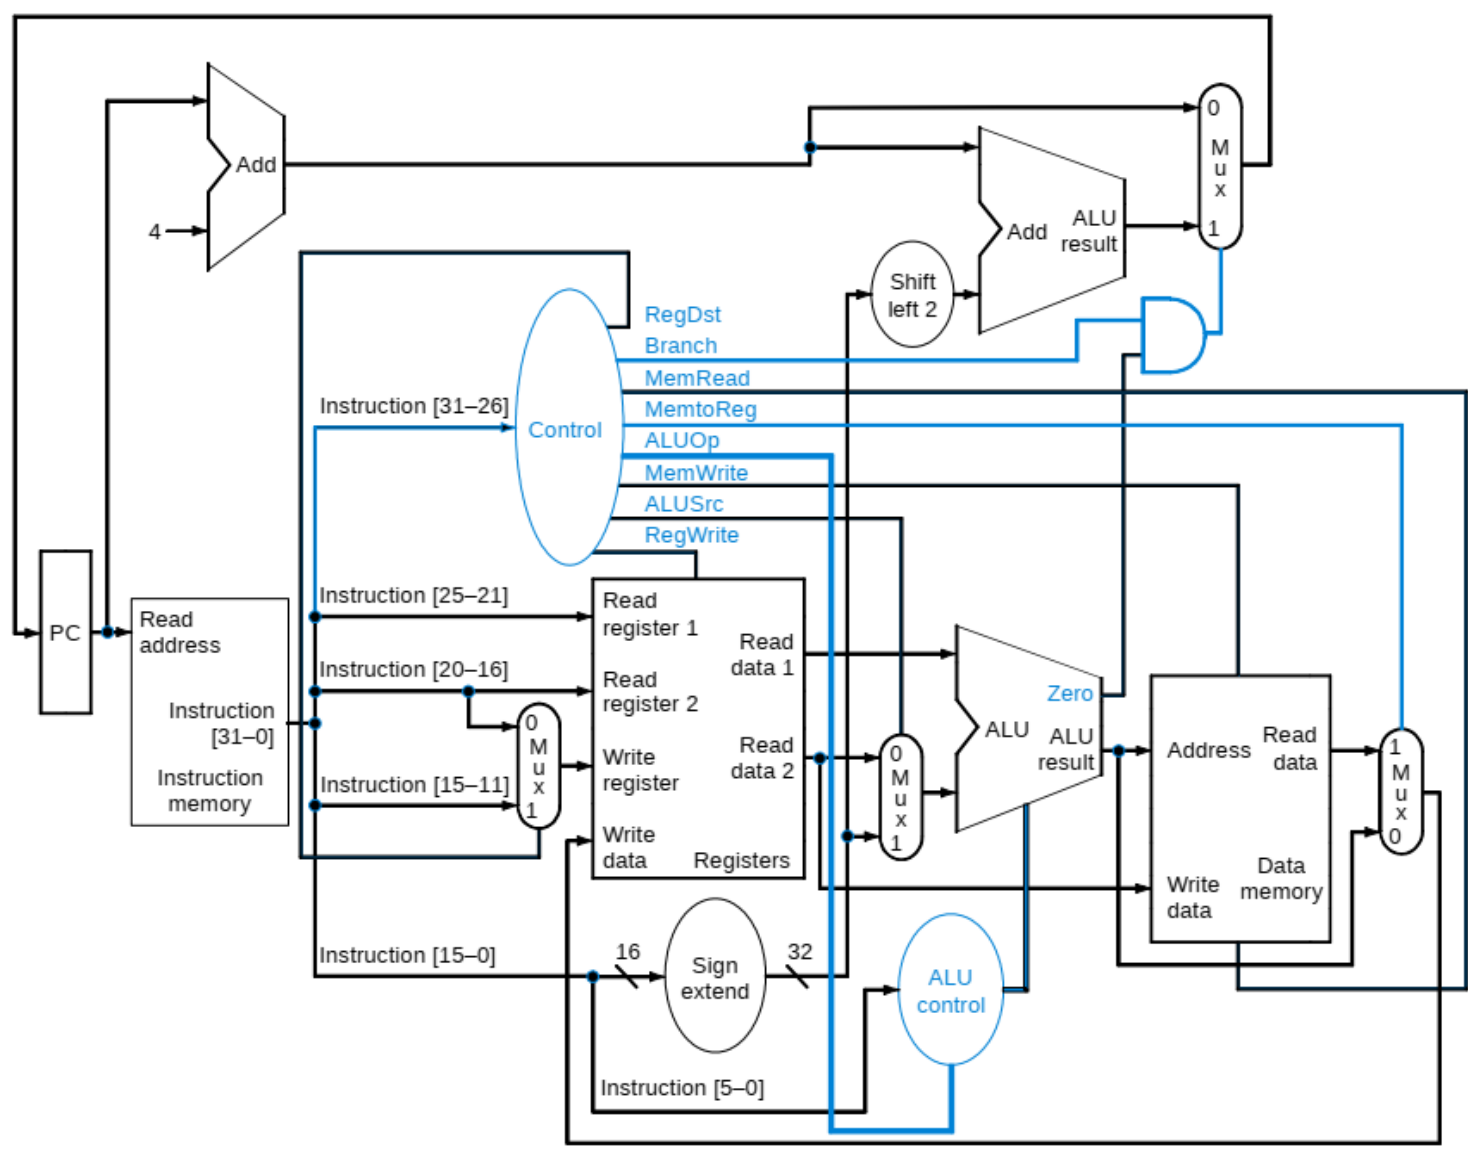 0
M
u
x
1
Add
4
Add
ALU
result
Shift
left 2
RegDst
Branch
MemRead
MemtoReg
ALUOp
MemWrite
ALUSrc
RegWrite
Control
Instruction [31–26]
Instruction [25–21]
Instruction [20–16]
Instruction [15–11]
Instruction [15–0]
Instruction [5–0]
PC
Read
address
Instruction
[31–0]
Instruction
memory
0
M
u
x
1
Read
register 1
Read
register 2
Write
register
Write
data
Read
data 1
Read
data 2
Registers
0
M
u
x
1
Zero
ALU
ALU
result
Address
Read
data
Write
data
Data
memory
1
M
u
x
0
16
Sign
extend
32
ALU
control